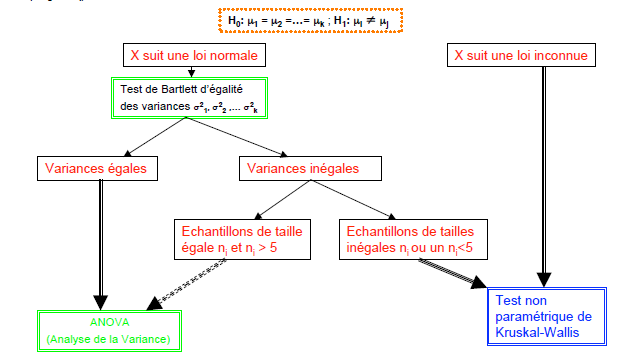 H₀: μ₁ = μ₂ =…= μₖ ; H₁: μᵢ ≠ μⱼ
X suit une loi normale
X suit une loi inconnue
Test de Bartlett d'égalité
des variances σ²₁, σ²₂ ,... σ²ₖ
Variances égales
Variances inégales
Echantillons de taille
égale nᵢ et nᵢ > 5
Echantillons de tailles
inégales nᵢ ou un nᵢ<5
Test non
paramétrique de
Kruskal-Wallis
ANOVA
(Analyse de la Variance)